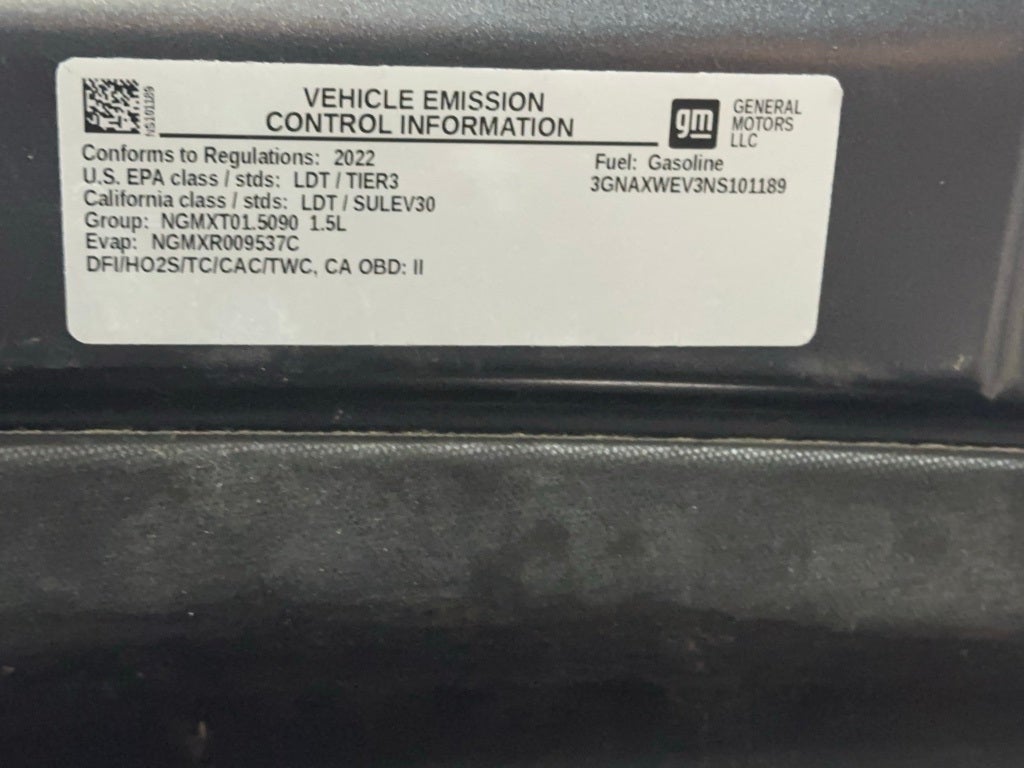 NS101189
VEHICLE EMISSION
CONTROL INFORMATION
gm
GENERAL
MOTORS
LLC
Conforms to Regulations: 2022
U.S. EPA class / stds: LDT / TIER3
California class / stds: LDT / SULEV30
Group: NGMXT01.5090 1.5L
Evap: NGMXR009537C
DFI/HO2S/TC/CAC/TWC, CA OBD: II
Fuel: Gasoline
3GNAXWEV3NS101189